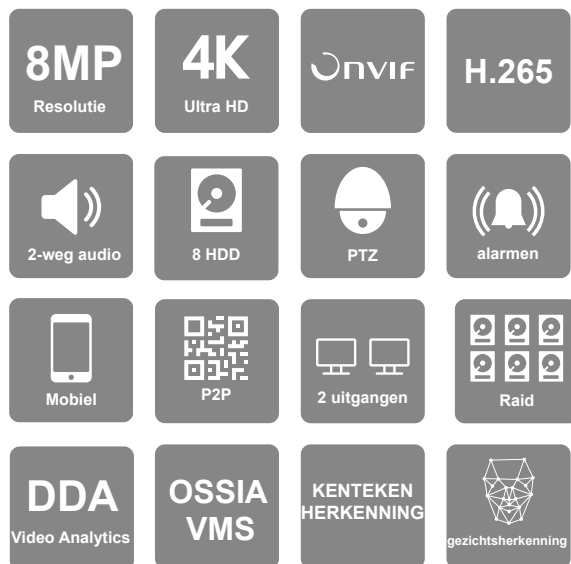 8MP
Resolutie
4K
Ultra HD
ONVIF
H.265
2-weg audio
8 HDD
PTZ
alarmen
Mobiel
P2P
2 uitgangen
Raid
DDA
Video Analytics
OSSIA
VMS
KENTEKEN
HERKENNING
gezichtsherkenning